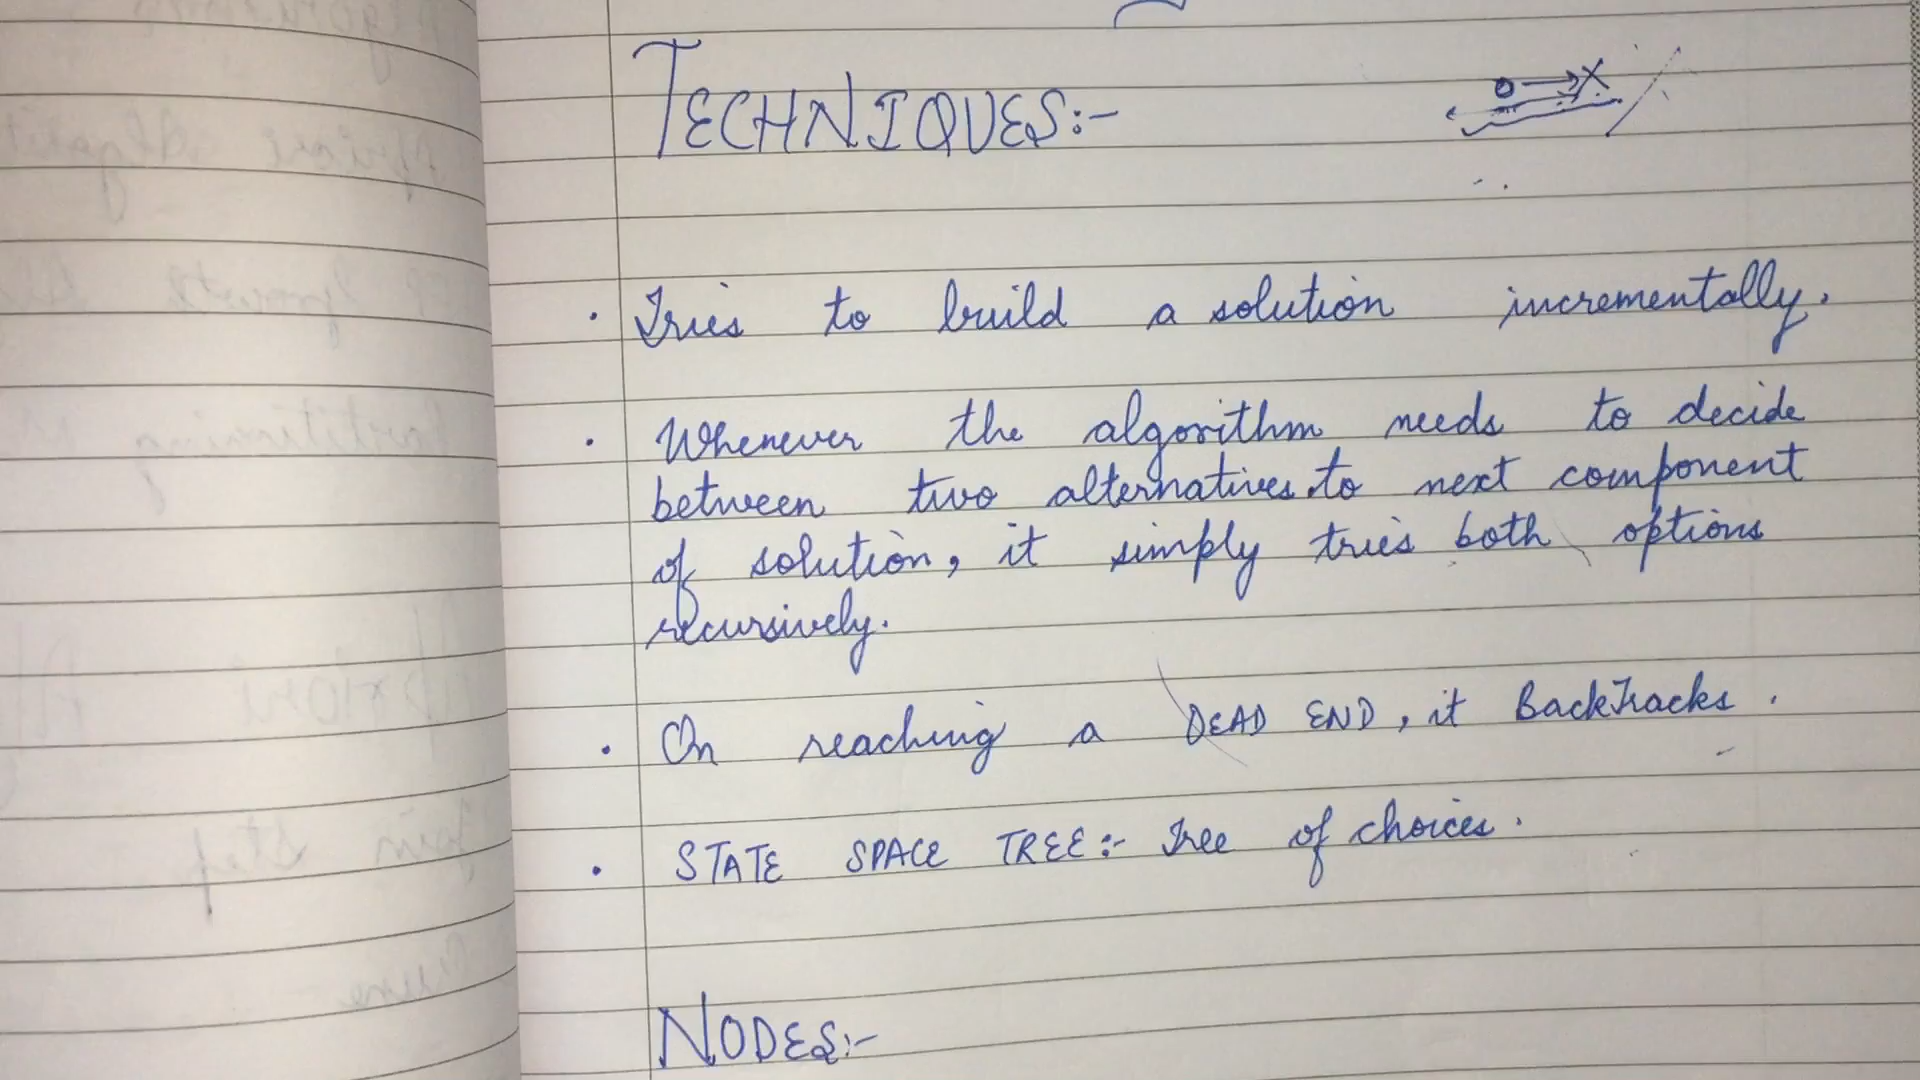 TECHNIQUES:-
. Tries to build a solution incrementally.
. Whenever the algorithm needs to decide
between two alternatives to next component
of solution, it simply tries both options
recursively.
. On reaching a DEAD END, it BackTracks.
. STATE SPACE TREE:- Tree of choices.
NODES:-